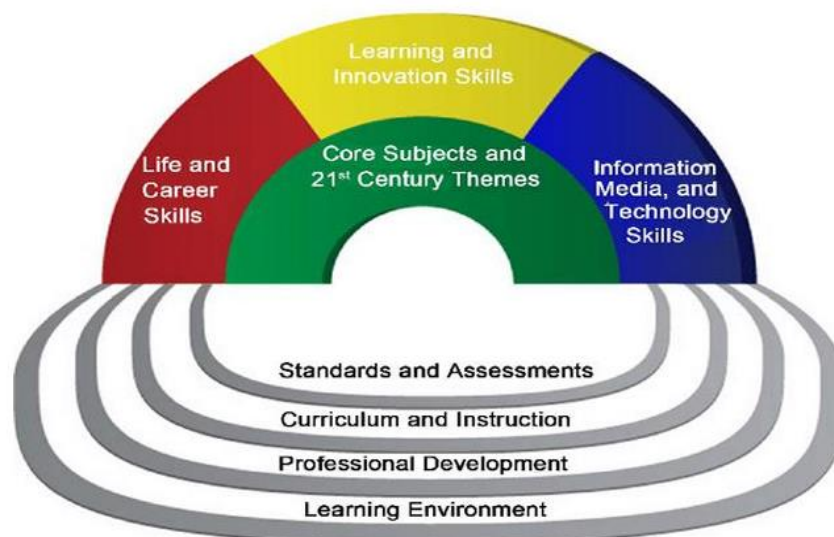 Learning and
Innovation Skills
Life and
Career
Skills
Core Subjects and
21st Century Themes
Information
Media, and
Technology
Skills
Standards and Assessments
Curriculum and Instruction
Professional Development
Learning Environment